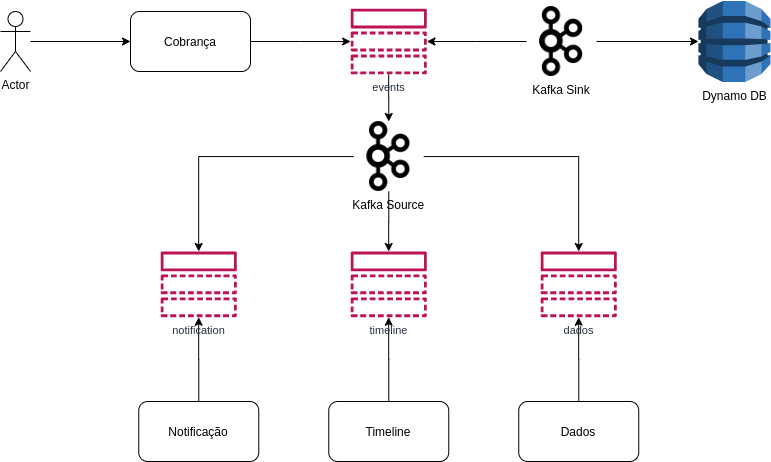 Actor
Cobrança
events
Kafka Sink
Dynamo DB
Kafka Source
notification
timeline
dados
Notificação
Timeline
Dados